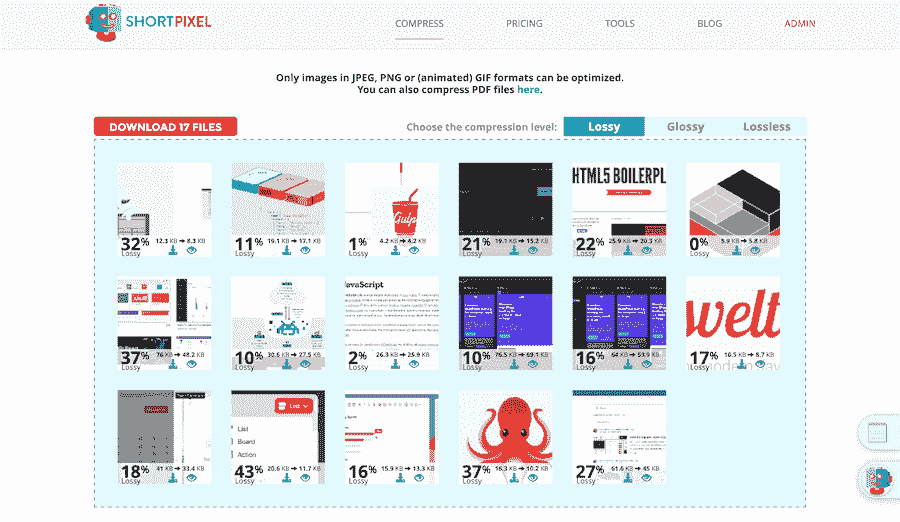 SHORTPIXEL
COMPRESS
PRICING
TOOLS
BLOG
ADMIN
Only images in JPEG, PNG or (animated) GIF formats can be optimized.
You can also compress PDF files here.
DOWNLOAD 17 FILES
Choose the compression level:
Lossy
Glossy
Lossless
32% 12.3 KB → 8.3 KB
Lossy
11% 19.1 KB → 17.1 KB
Lossy
Gulp
1% 4.2 KB → 4.2 KB
Lossy
21% 19.1 KB → 15.2 KB
Lossy
HTML5 BOILERPL
22% 25.9 KB → 20.3 KB
Lossy
0% 5.9 KB → 5.8 KB
Lossy
37% 76 KB → 48.2 KB
Lossy
10% 30.6 KB → 27.5 KB
Lossy
avaScript
2% 26.3 KB → 25.9 KB
Lossy
10% 76.5 KB → 69.1 KB
Lossy
16% 64 KB → 53.9 KB
Lossy
welt
17% 10.5 KB → 8.7 KB
Lossy
18% 41 KB → 33.4 KB
Lossy
List
List
Board
Action
43% 20.6 KB → 11.7 KB
Lossy
16% 15.9 KB → 13.3 KB
Lossy
37% 16.3 KB → 10.2 KB
Lossy
27% 61.6 KB → 45 KB
Lossy